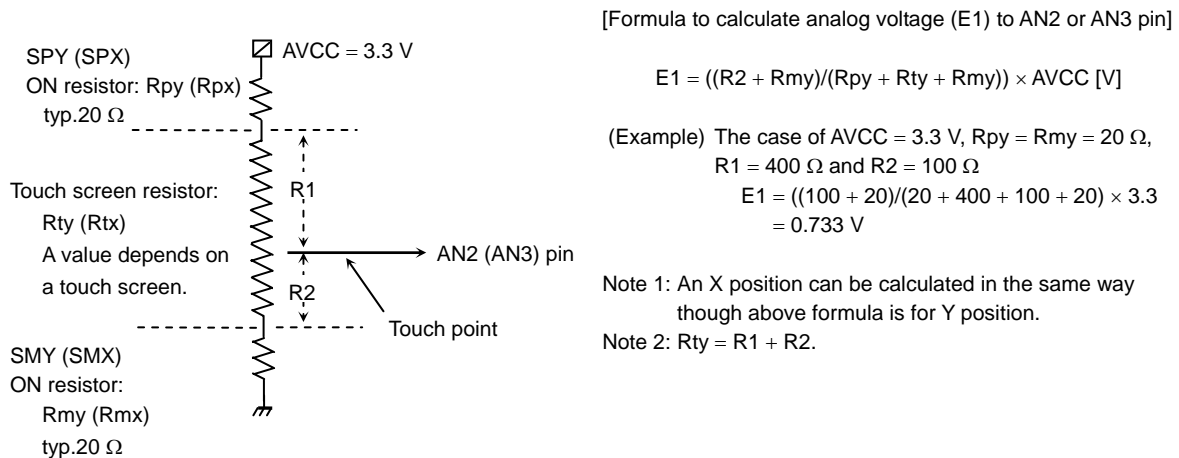 SPY (SPX)
ON resistor: Rpy (Rpx)
typ.20 Ω
AVCC = 3.3 V
Touch screen resistor:
Rty (Rtx)
A value depends on
a touch screen.
R1
R2
AN2 (AN3) pin
Touch point
SMY (SMX)
ON resistor:
Rmy (Rmx)
typ.20 Ω
[Formula to calculate analog voltage (E1) to AN2 or AN3 pin]
E1 = ((R2 + Rmy)/(Rpy + Rty + Rmy)) × AVCC [V]
(Example) The case of AVCC = 3.3 V, Rpy = Rmy = 20 Ω,
R1 = 400 Ω and R2 = 100 Ω
E1 = ((100 + 20)/(20 + 400 + 100 + 20) × 3.3
= 0.733 V
Note 1: An X position can be calculated in the same way
though above formula is for Y position.
Note 2: Rty = R1 + R2.